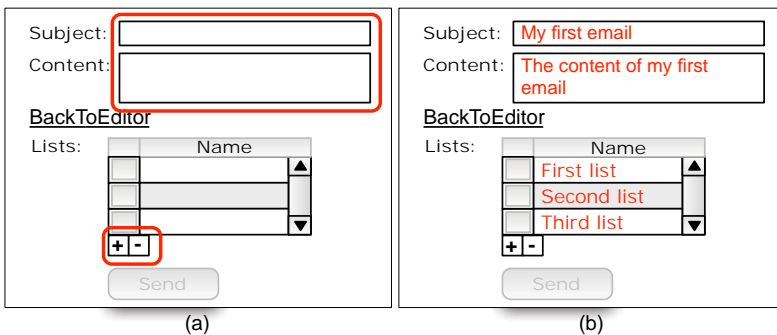 Subject:
Content:
BackToEditor
Lists:
Name
+ -
Send
(a)
Subject: My first email
Content: The content of my first
email
BackToEditor
Lists:
Name
First list
Second list
Third list
+ -
Send
(b)